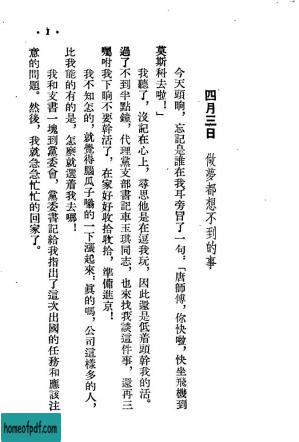 ·1·
四月三日　做夢都想不到的事
今天頭晌，忘記是誰在我耳旁冒了一句：「唐師傅，你快啦，快坐飛機到
莫斯科去啦！」
我聽了，沒記在心上，尋思他是在逗我玩，因此還是低着頭幹我的活。
過了不到半點鐘，代理黨支部書記車玉琪同志，也來找我談這件事，還再三
囑咐我下晚不要幹活了，在家好好收拾收拾，準備進京！
我不知怎的，就覺得腦瓜子嗡的一下漲起來：眞的嗎，公司這樣多的人，
比我能的有的是，怎麼就選着我去哪！
我和支書一塊到黨委會，黨委書記給我指出了這次出國的任務和應該注
意的問題。然後，我就急急忙忙的回家了。
homeofpdf.com